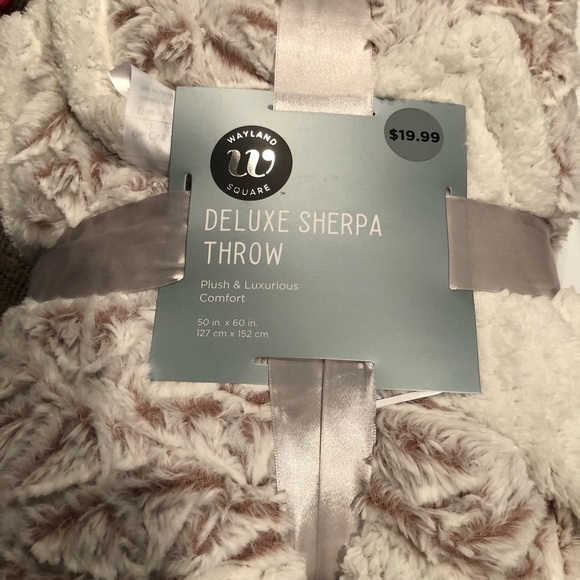 $19.99
WAYLAND
W
SQUARE
DELUXE SHERPA
THROW
Plush & Luxurious
Comfort
50 in. x 60 in.
127 cm x 152 cm